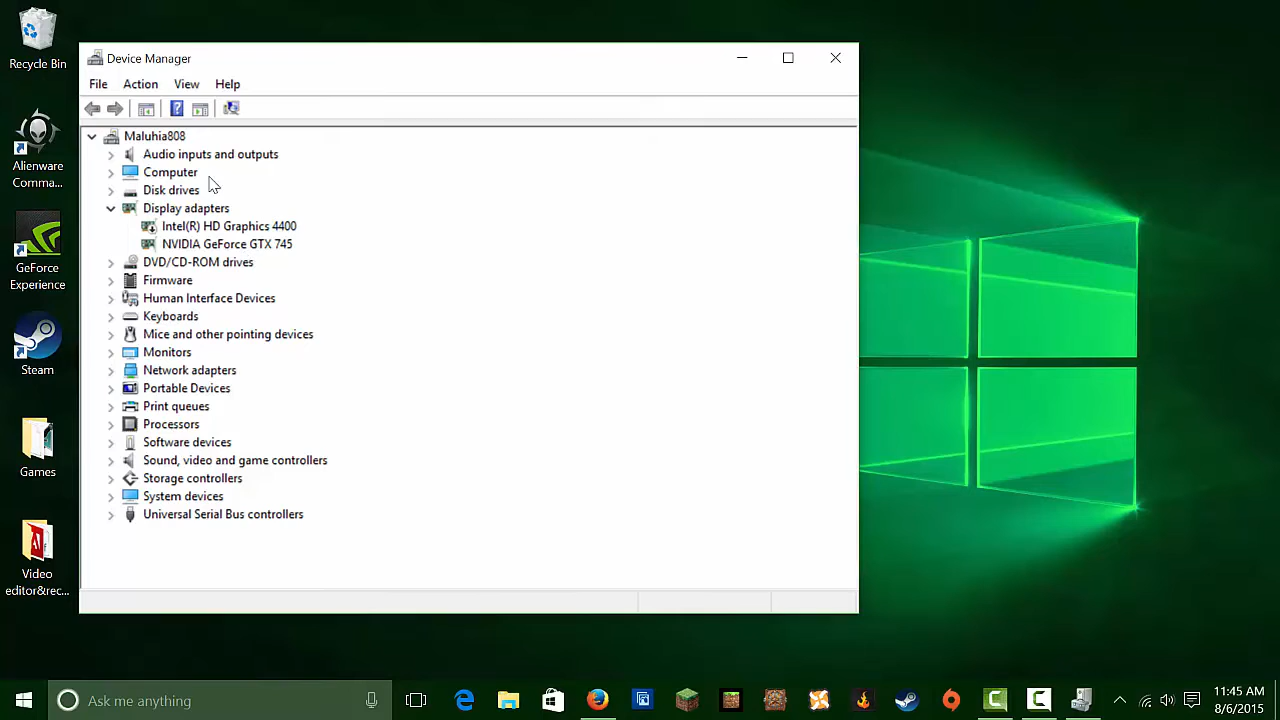 Recycle Bin
Alienware
Comma...
GeForce
Experience
Steam
Games
Video
editor&rec...
Device Manager
File Action View Help
Maluhia808
Audio inputs and outputs
Computer
Disk drives
Display adapters
Intel(R) HD Graphics 4400
NVIDIA GeForce GTX 745
DVD/CD-ROM drives
Firmware
Human Interface Devices
Keyboards
Mice and other pointing devices
Monitors
Network adapters
Portable Devices
Print queues
Processors
Software devices
Sound, video and game controllers
Storage controllers
System devices
Universal Serial Bus controllers
Ask me anything
11:45 AM
8/6/2015